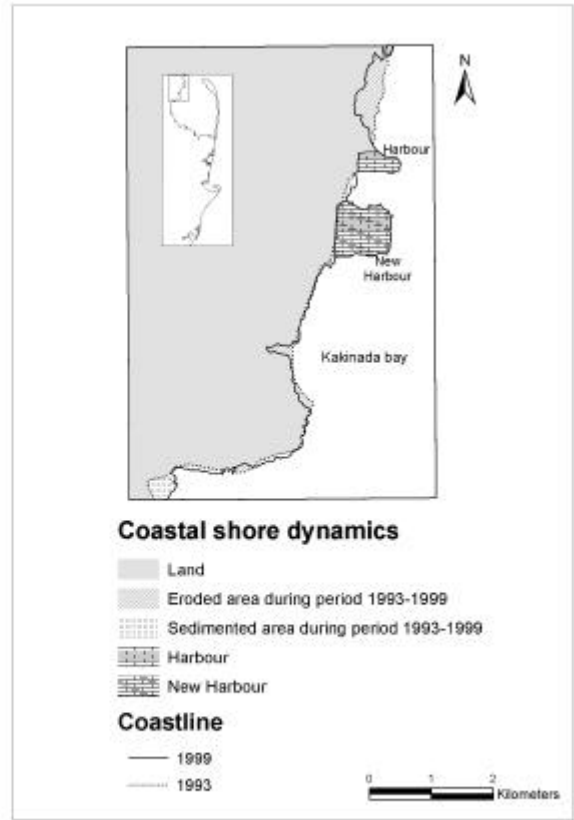 N
Harbour
New
Harbour
Kakinada bay
Coastal shore dynamics
Land
Eroded area during period 1993-1999
Sedimented area during period 1993-1999
Harbour
New Harbour
Coastline
1999
1993
0 1 2
Kilometers